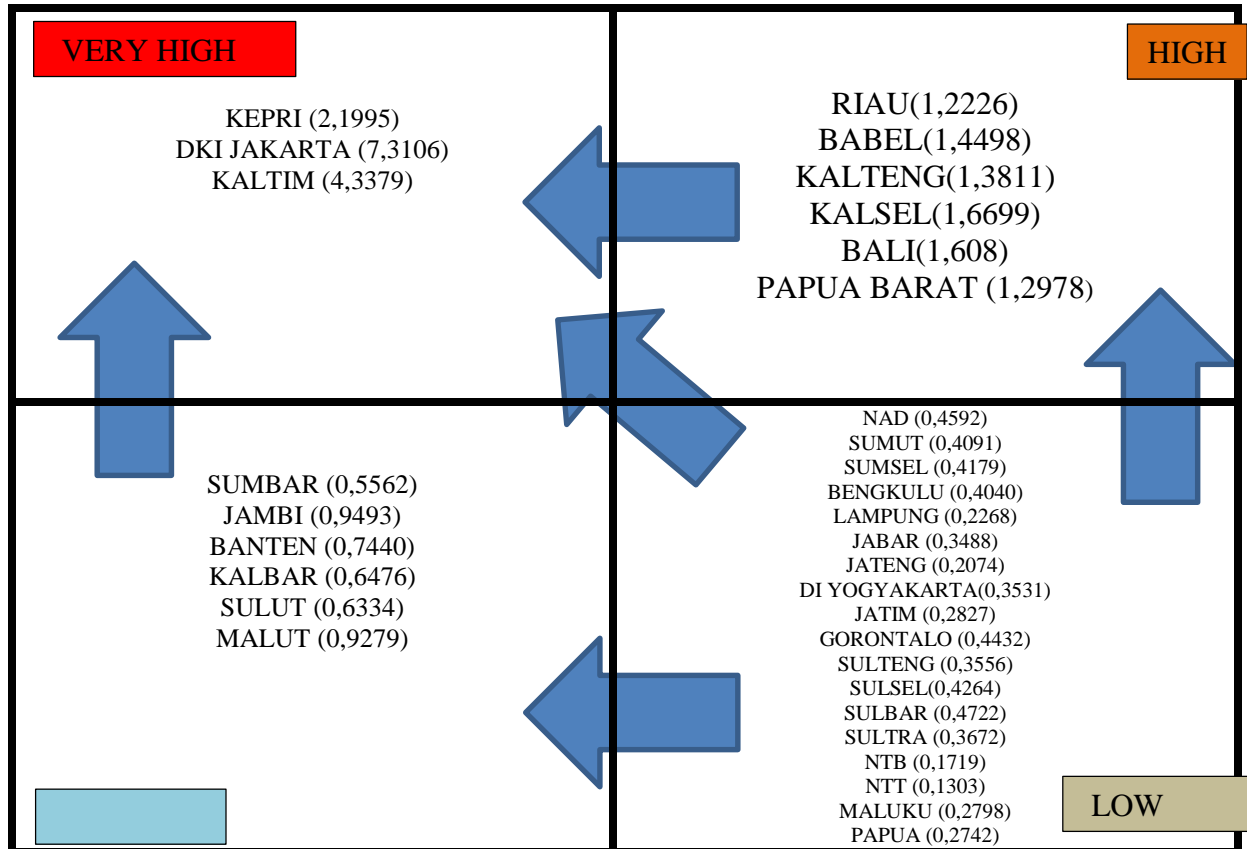 VERY HIGH
KEPRI (2,1995)
DKI JAKARTA (7,3106)
KALTIM (4,3379)
HIGH
RIAU(1,2226)
BABEL(1,4498)
KALTENG(1,3811)
KALSEL(1,6699)
BALI(1,608)
PAPUA BARAT (1,2978)
SUMBAR (0,5562)
JAMBI (0,9493)
BANTEN (0,7440)
KALBAR (0,6476)
SULUT (0,6334)
MALUT (0,9279)
NAD (0,4592)
SUMUT (0,4091)
SUMSEL (0,4179)
BENGKULU (0,4040)
LAMPUNG (0,2268)
JABAR (0,3488)
JATENG (0,2074)
DI YOGYAKARTA(0,3531)
JATIM (0,2827)
GORONTALO (0,4432)
SULTENG (0,3556)
SULSEL(0,4264)
SULBAR (0,4722)
SULTRA (0,3672)
NTB (0,1719)
NTT (0,1303)
MALUKU (0,2798)
PAPUA (0,2742)
LOW